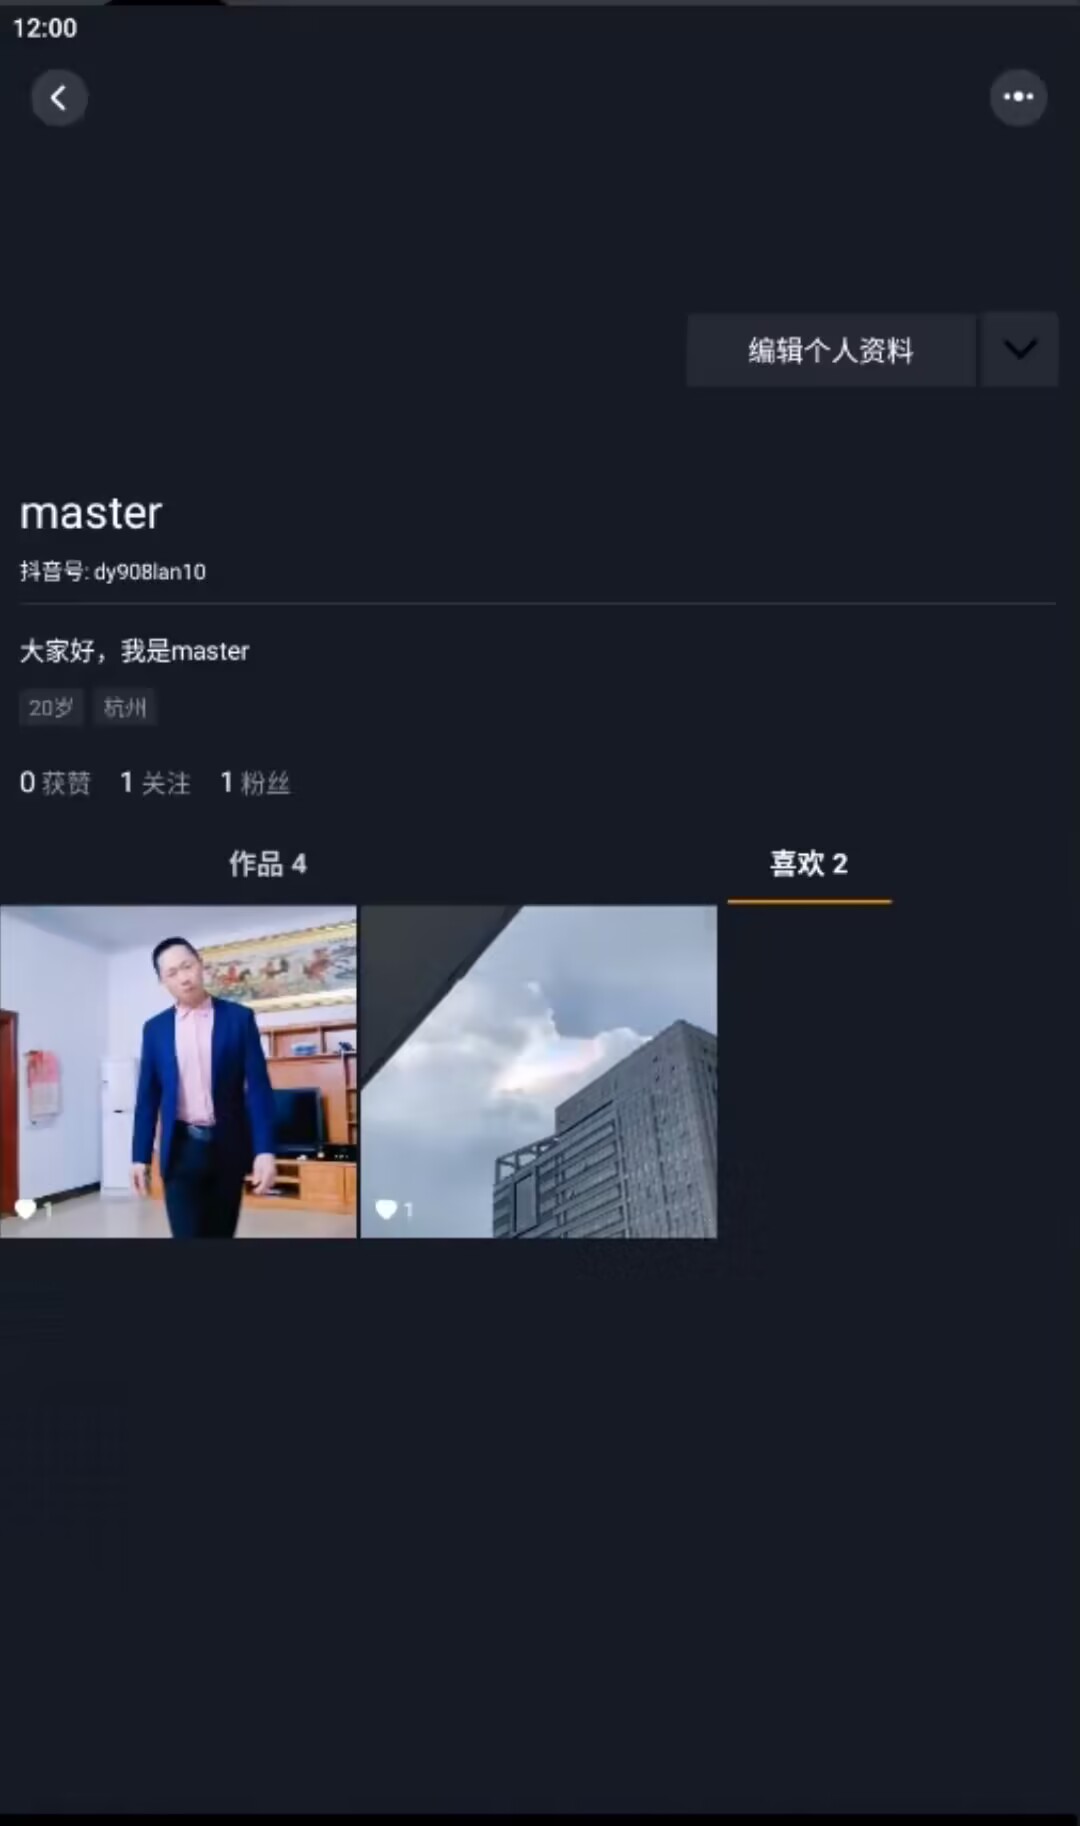 12:00
编辑个人资料
master
抖音号: dy908lan10
大家好，我是master
20岁 杭州
0 获赞 1 关注 1 粉丝
作品 4 喜欢 2
1 1